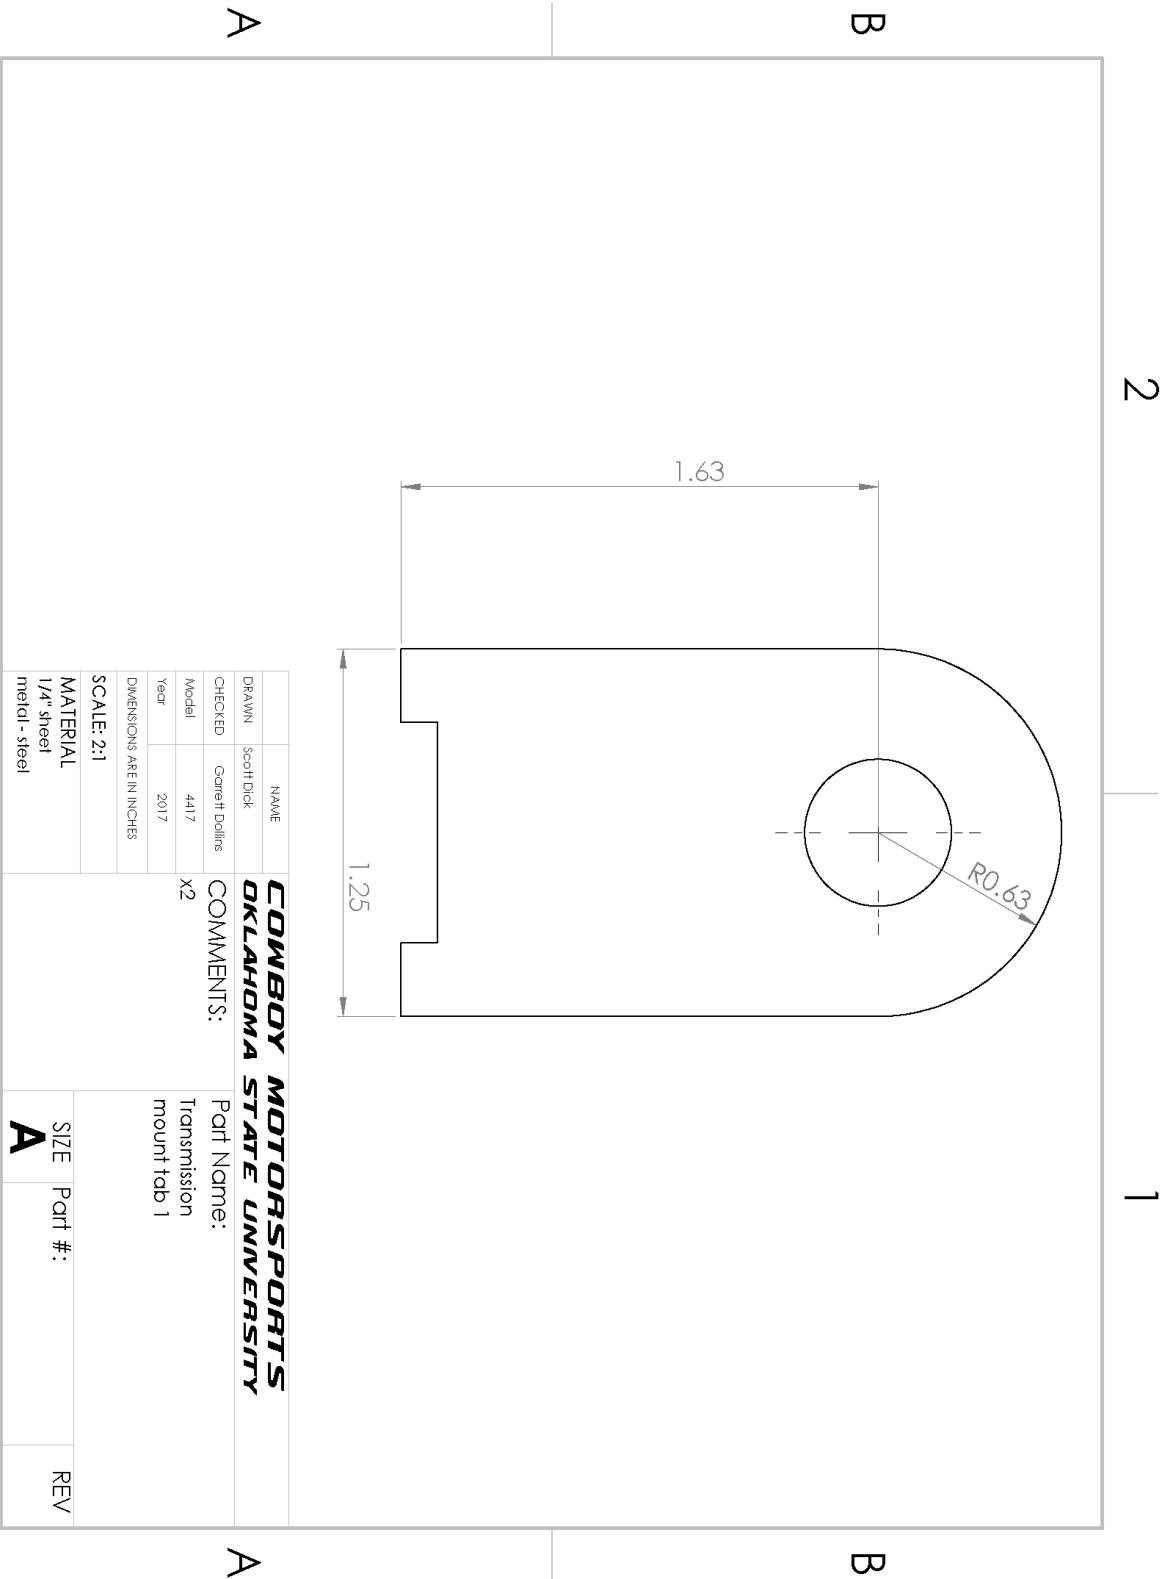 2
1
B
B
A
A
1.63
R0.63
1.25
NAME
DRAWN Scott Dick
CHECKED Garrett Dollins
Model 4417
Year 2017
DIMENSIONS ARE IN INCHES
SCALE: 2:1
MATERIAL
1/4" sheet
metal - steel
COWBOY MOTORSPORTS
OKLAHOMA STATE UNIVERSITY
COMMENTS:
x2
Part Name:
Transmission
mount tab 1
SIZE Part #: REV
A